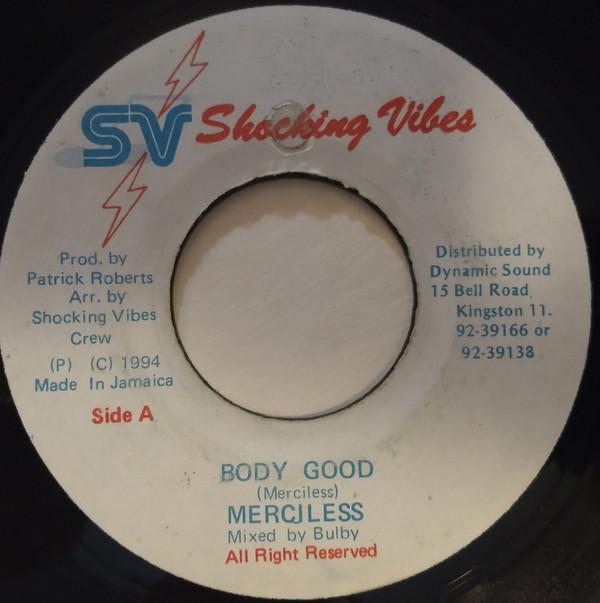 SV Shocking Vibes
Prod. by
Patrick Roberts
Arr. by
Shocking Vibes
Crew
(P) (C) 1994
Made In Jamaica
Side A
Distributed by
Dynamic Sound
15 Bell Road
Kingston 11.
92-39166 or
92-39138
BODY GOOD
(Merciless)
MERCJLESS
Mixed by Bulby
All Right Reserved